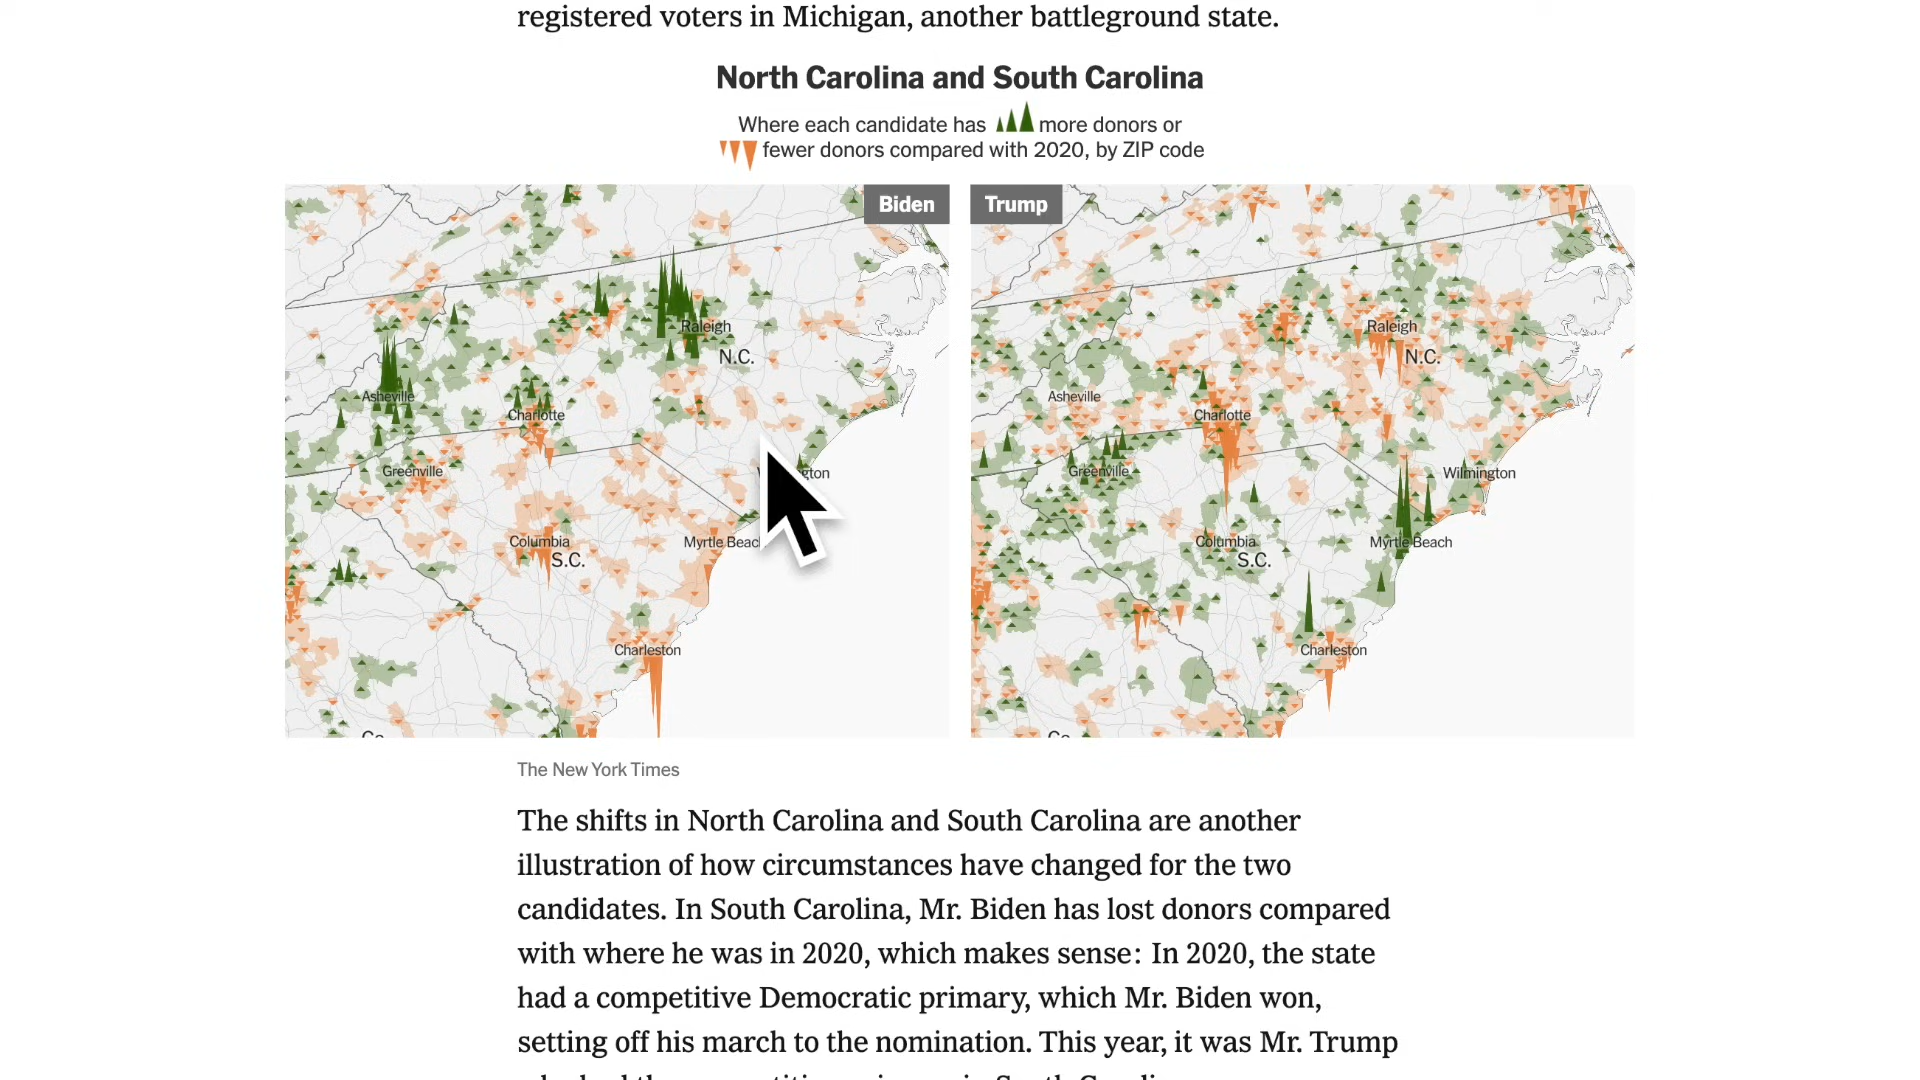 registered voters in Michigan, another battleground state.
North Carolina and South Carolina
Where each candidate has more donors or
fewer donors compared with 2020, by ZIP code
Biden
Raleigh
N.C.
Asheville
Charlotte
Greenville
Columbia
S.C.
Charleston
Trump
Raleigh
N.C.
Asheville
Charlotte
Greenville
Wilmington
Columbia
S.C.
Myrtle Beach
Charleston
The New York Times
The shifts in North Carolina and South Carolina are another
illustration of how circumstances have changed for the two
candidates. In South Carolina, Mr. Biden has lost donors compared
with where he was in 2020, which makes sense: In 2020, the state
had a competitive Democratic primary, which Mr. Biden won,
setting off his march to the nomination. This year, it was Mr. Trump